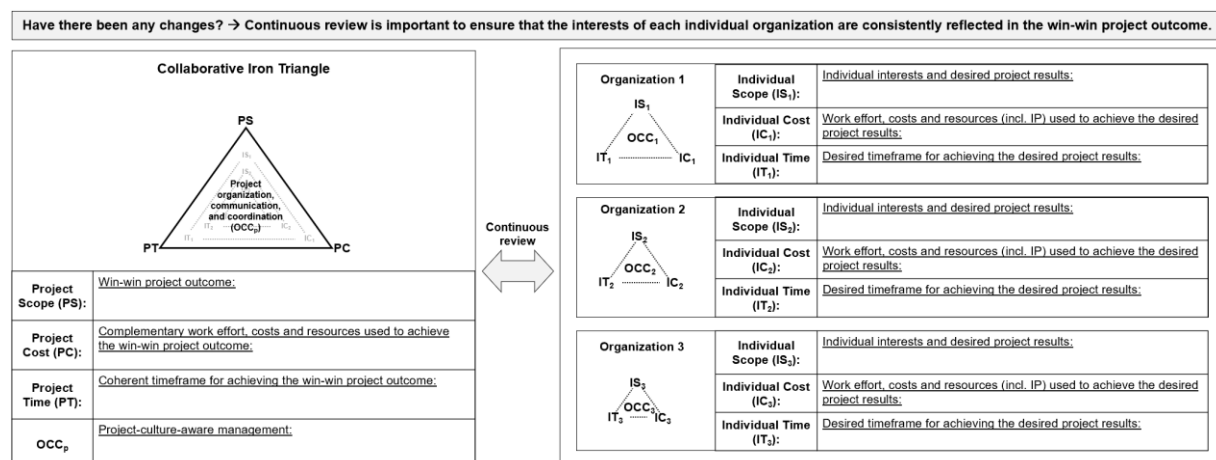 Have there been any changes? → Continuous review is important to ensure that the interests of each individual organization are consistently reflected in the win-win project outcome.
Collaborative Iron Triangle
PS
IS₁
IS₂
Project
organization,
communication,
and coordination
(OCCₚ)
IT₂
IC₂
IT₁
IC₁
PT
PC
Project
Scope (PS):
Win-win project outcome:
Project
Cost (PC):
Complementary work effort, costs and resources used to achieve
the win-win project outcome:
Project
Time (PT):
Coherent timeframe for achieving the win-win project outcome:
OCCₚ
Project-culture-aware management:
Continuous
review
Organization 1
IS₁
OCC₁
IT₁
IC₁
Individual
Scope (IS₁):
Individual interests and desired project results:
Individual Cost
(IC₁):
Work effort, costs and resources (incl. IP) used to achieve the desired
project results:
Individual Time
(IT₁):
Desired timeframe for achieving the desired project results:
Organization 2
IS₂
OCC₂
IT₂
IC₂
Individual
Scope (IS₂):
Individual interests and desired project results:
Individual Cost
(IC₂):
Work effort, costs and resources (incl. IP) used to achieve the desired
project results:
Individual Time
(IT₂):
Desired timeframe for achieving the desired project results:
Organization 3
IS₃
OCC₃
IT₃
IC₃
Individual
Scope (IS₃):
Individual interests and desired project results:
Individual Cost
(IC₃):
Work effort, costs and resources (incl. IP) used to achieve the desired
project results:
Individual Time
(IT₃):
Desired timeframe for achieving the desired project results: